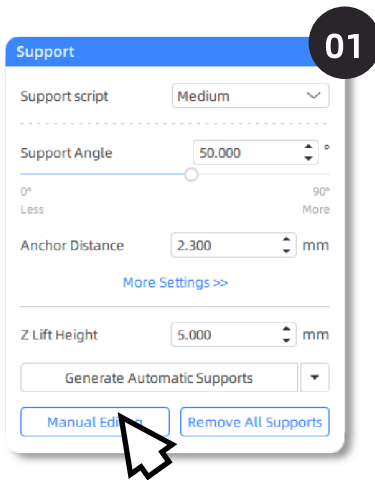 01
Support
Support script Medium
Support Angle 50.000 °
0° 90°
Less More
Anchor Distance 2.300 mm
More Settings >>
Z Lift Height 5.000 mm
Generate Automatic Supports
Manual Remove All Supports